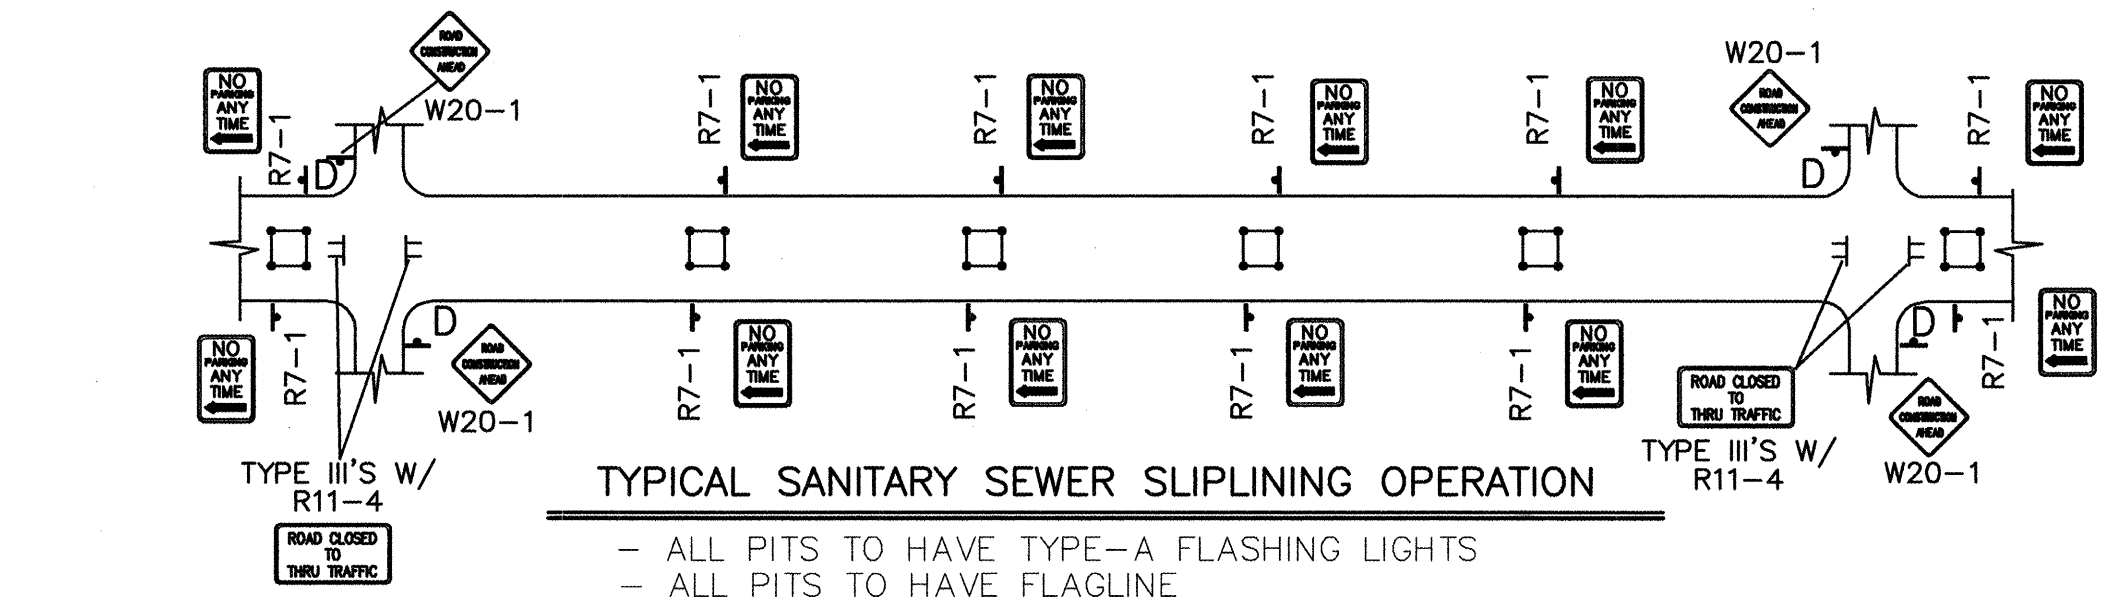 ROAD
CONSTRUCTION
AHEAD
W20-1
W20-1
ROAD
CONSTRUCTION
AHEAD
NO
PARKING
ANY
TIME
R7-1
D
R7-1
NO
PARKING
ANY
TIME
R7-1
NO
PARKING
ANY
TIME
R7-1
NO
PARKING
ANY
TIME
R7-1
NO
PARKING
ANY
TIME
D
R7-1
NO
PARKING
ANY
TIME
NO
PARKING
ANY
TIME
R7-1
D
ROAD
CONSTRUCTION
AHEAD
W20-1
R7-1
NO
PARKING
ANY
TIME
R7-1
NO
PARKING
ANY
TIME
R7-1
NO
PARKING
ANY
TIME
R7-1
NO
PARKING
ANY
TIME
D
R7-1
NO
PARKING
ANY
TIME
ROAD CLOSED
TO
THRU TRAFFIC
TYPE III'S W/
R11-4
ROAD
CONSTRUCTION
AHEAD
W20-1
TYPE III'S W/
R11-4
ROAD CLOSED
TO
THRU TRAFFIC
TYPICAL SANITARY SEWER SLIPLINING OPERATION
- ALL PITS TO HAVE TYPE-A FLASHING LIGHTS
- ALL PITS TO HAVE FLAGLINE